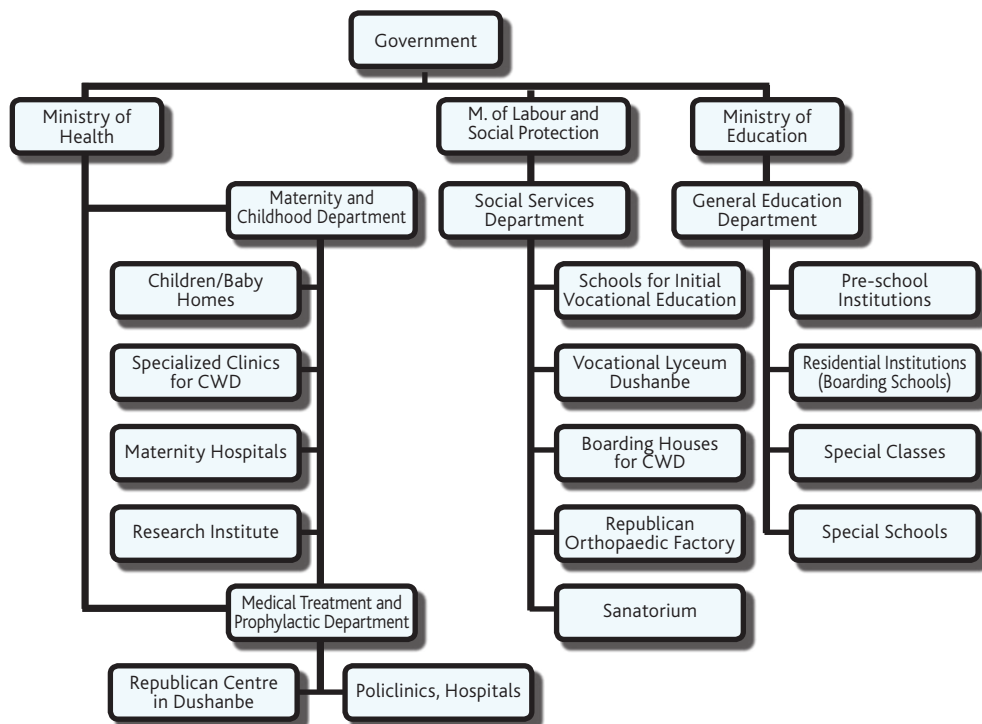 Government
Ministry of
Health
M. of Labour and
Social Protection
Ministry of
Education
Maternity and
Childhood Department
Social Services
Department
General Education
Department
Children/Baby
Homes
Schools for Initial
Vocational Education
Pre-school
Institutions
Specialized Clinics
for CWD
Vocational Lyceum
Dushanbe
Residential Institutions
(Boarding Schools)
Maternity Hospitals
Boarding Houses
for CWD
Special Classes
Research Institute
Republican
Orthopaedic Factory
Special Schools
Medical Treatment and
Prophylactic Department
Sanatorium
Republican Centre
in Dushanbe
Policlinics, Hospitals